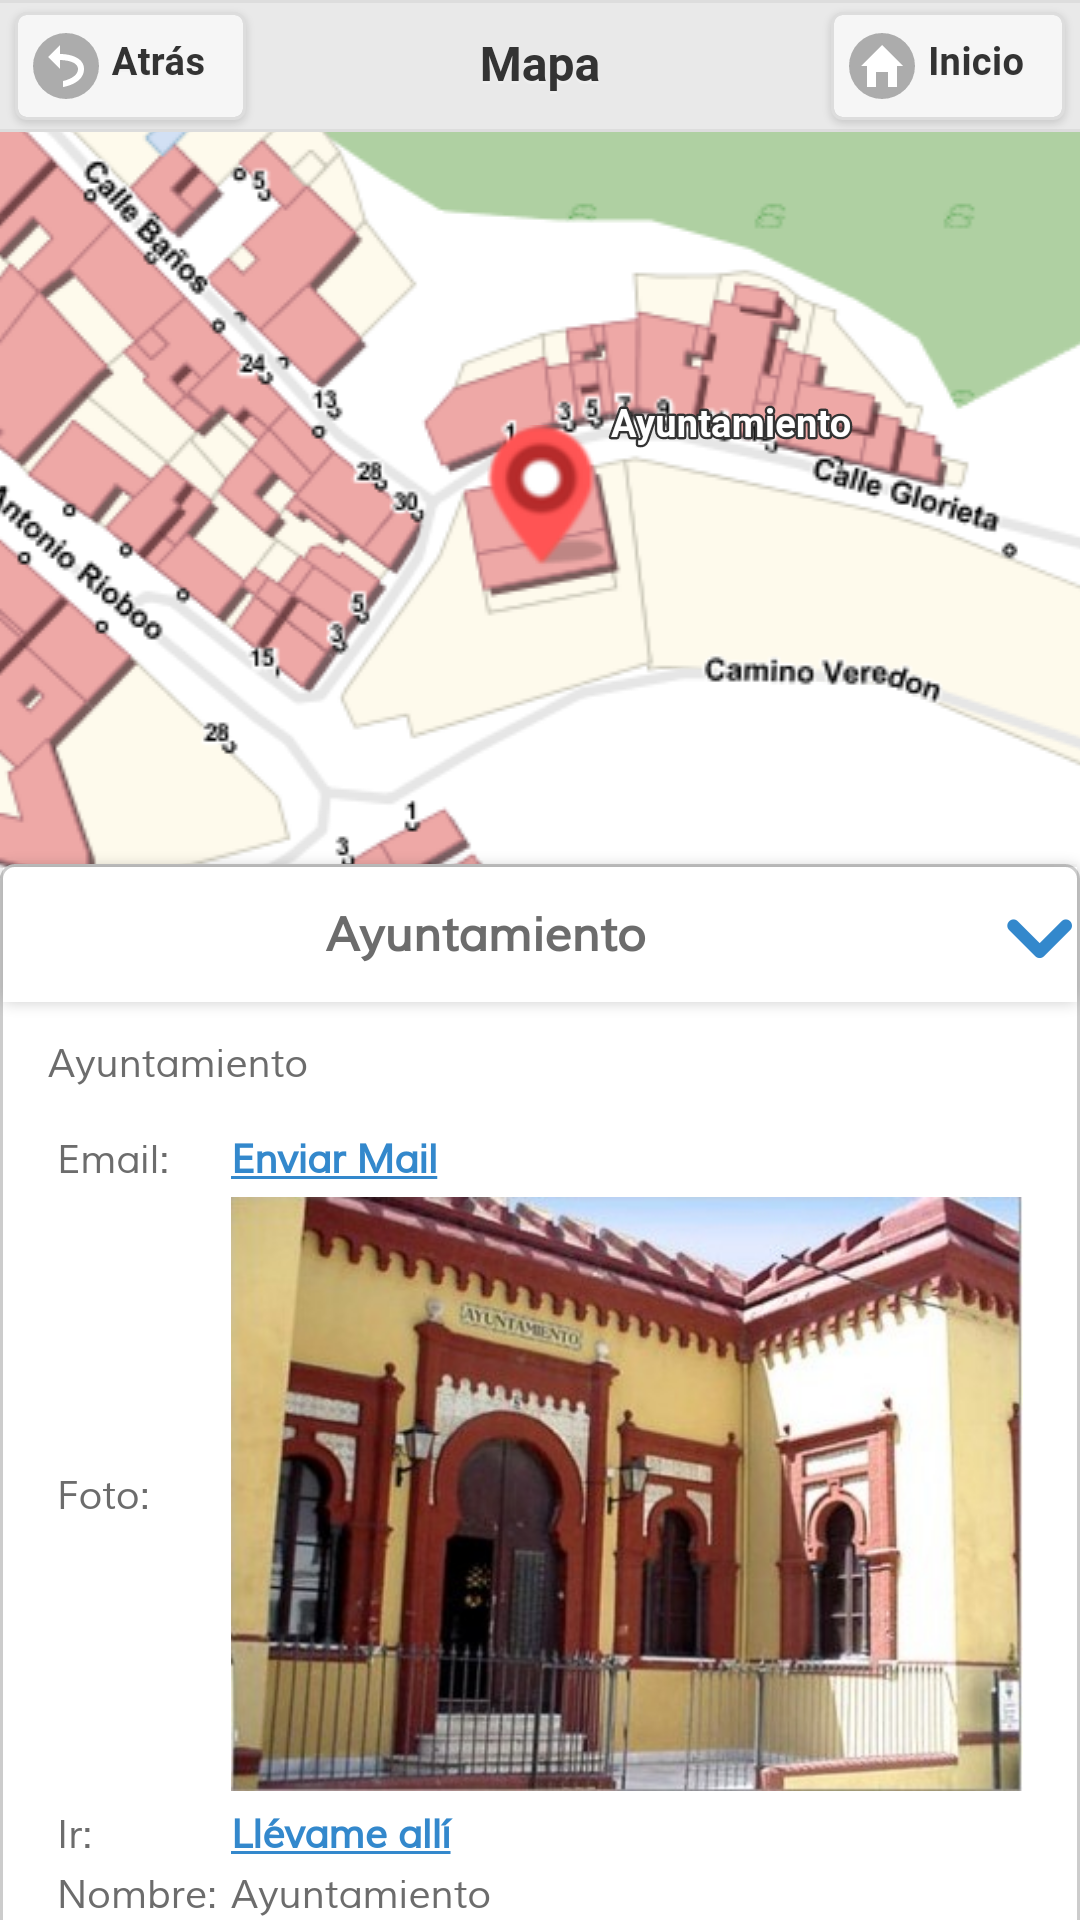 Atrás
Mapa
Inicio
Calle Baños
5
24
13
28
30
1
3
5
7
9
Ayuntamiento
Calle Glorieta
Antonio Rioboo
5
3
15
28
Camino Veredon
1
3
Ayuntamiento
Ayuntamiento
Email: Enviar Mail
AYUNTAMIENTO
Foto:
Ir: Llévame allí
Nombre: Ayuntamiento